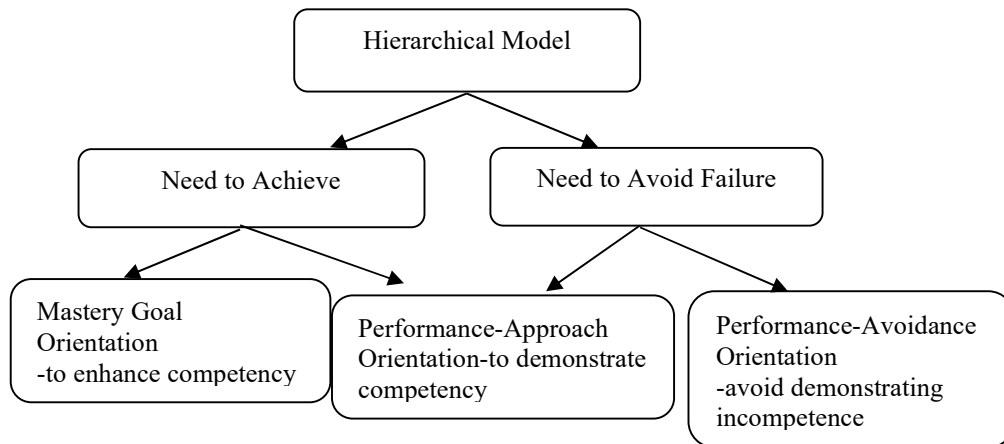 Hierarchical Model
Need to Achieve
Need to Avoid Failure
Mastery Goal
Orientation
-to enhance competency
Performance-Approach
Orientation-to demonstrate
competency
Performance-Avoidance
Orientation
-avoid demonstrating
incompetence